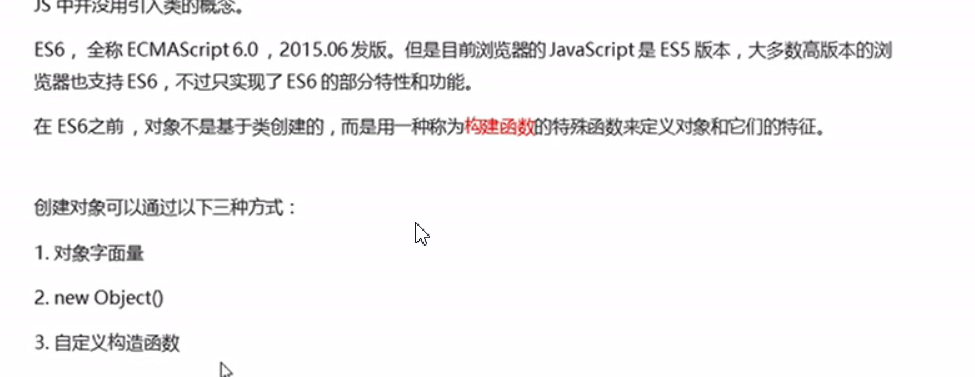 JS 中并没用引入类的概念。
ES6， 全称 ECMAScript 6.0 ，2015.06 发版。但是目前浏览器的 JavaScript 是 ES5 版本，大多数高版本的浏
览器也支持 ES6，不过只实现了 ES6 的部分特性和功能。
在 ES6之前 ，对象不是基于类创建的，而是用一种称为构建函数的特殊函数来定义对象和它们的特征。
创建对象可以通过以下三种方式：
1. 对象字面量
2. new Object()
3. 自定义构造函数